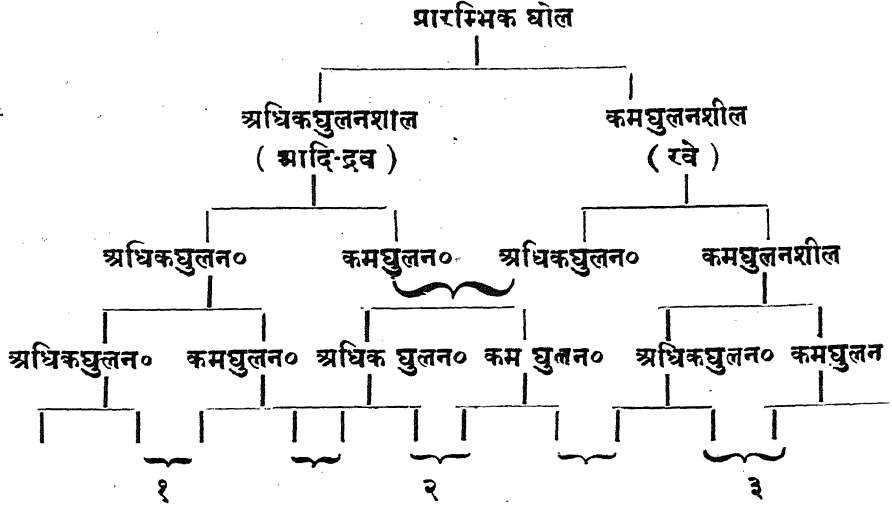 प्रारम्भिक घोल
अधिकघुलनशाल कमघुलनशील
( आदि-द्रव ) ( रवे )
अधिकघुलन० कमघुलन० अधिकघुलन० कमघुलनशील
अधिकघुलन० कमघुलन० अधिक घुलन० कम घुलन० अधिकघुलन० कमघुलन
१ २ ३